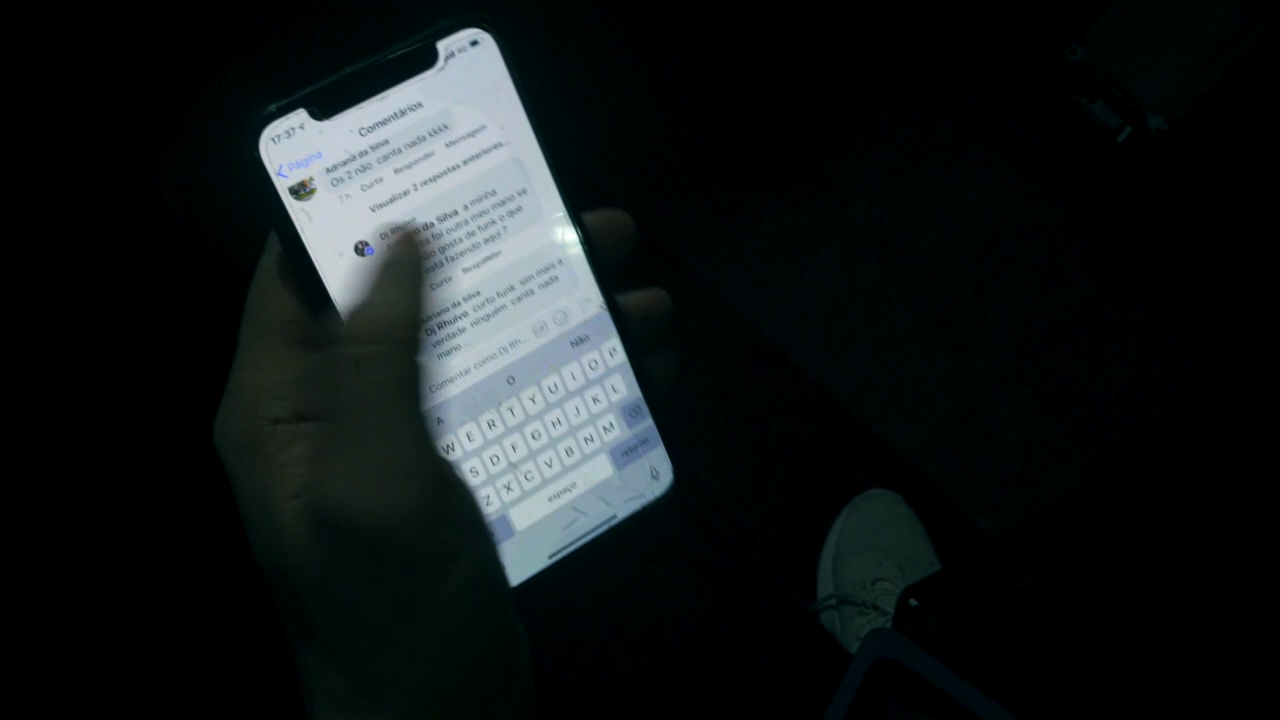 17:37
Comentários
Página
Adriano da Silva
Os 2 não canta nada kkkk
7 h Curtir Responder Mensagem
Visualizar 2 respostas anteriores...
Dj Rhuivo
da Silva a minha
foi outra meu mano se
gosta de funk o que
está fazendo aqui ?
Curtir Responder
Adriano da Silva
Dj Rhuivo curto funk sim mais a
verdade ninguém canta nada
mano...
Comentar como Dj Rh... GIF
A O Não
W E R T Y U I O P
S D F G H J K L
Z X C V B N M
espaço retorno